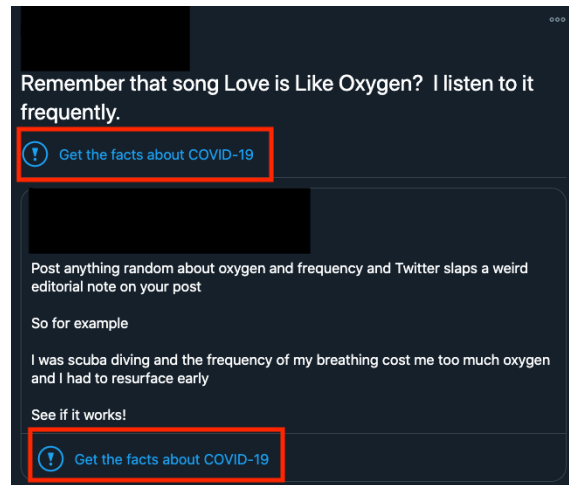 Remember that song Love is Like Oxygen? I listen to it
frequently.
Get the facts about COVID-19
Post anything random about oxygen and frequency and Twitter slaps a weird
editorial note on your post
So for example
I was scuba diving and the frequency of my breathing cost me too much oxygen
and I had to resurface early
See if it works!
Get the facts about COVID-19